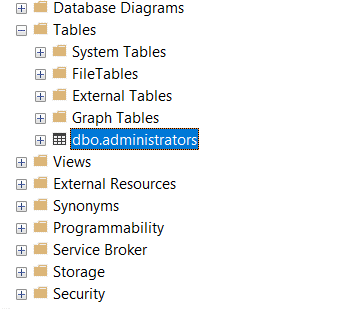 Database Diagrams
Tables
System Tables
FileTables
External Tables
Graph Tables
dbo.administrators
Views
External Resources
Synonyms
Programmability
Service Broker
Storage
Security